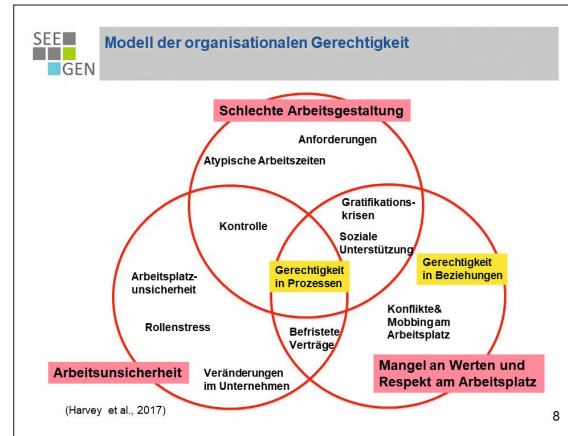 SEE
GEN
Modell der organisationalen Gerechtigkeit
Schlechte Arbeitsgestaltung
Anforderungen
Atypische Arbeitszeiten
Gratifikations-
krisen
Kontrolle
Soziale
Unterstützung
Gerechtigkeit
in Prozessen
Gerechtigkeit
in Beziehungen
Arbeitsplatz-
unsicherheit
Rollenstress
Konflikte&
Mobbing am
Arbeitsplatz
Befristete
Verträge
Arbeitsunsicherheit
Veränderungen
im Unternehmen
Mangel an Werten und
Respekt am Arbeitsplatz
(Harvey et al., 2017)
8